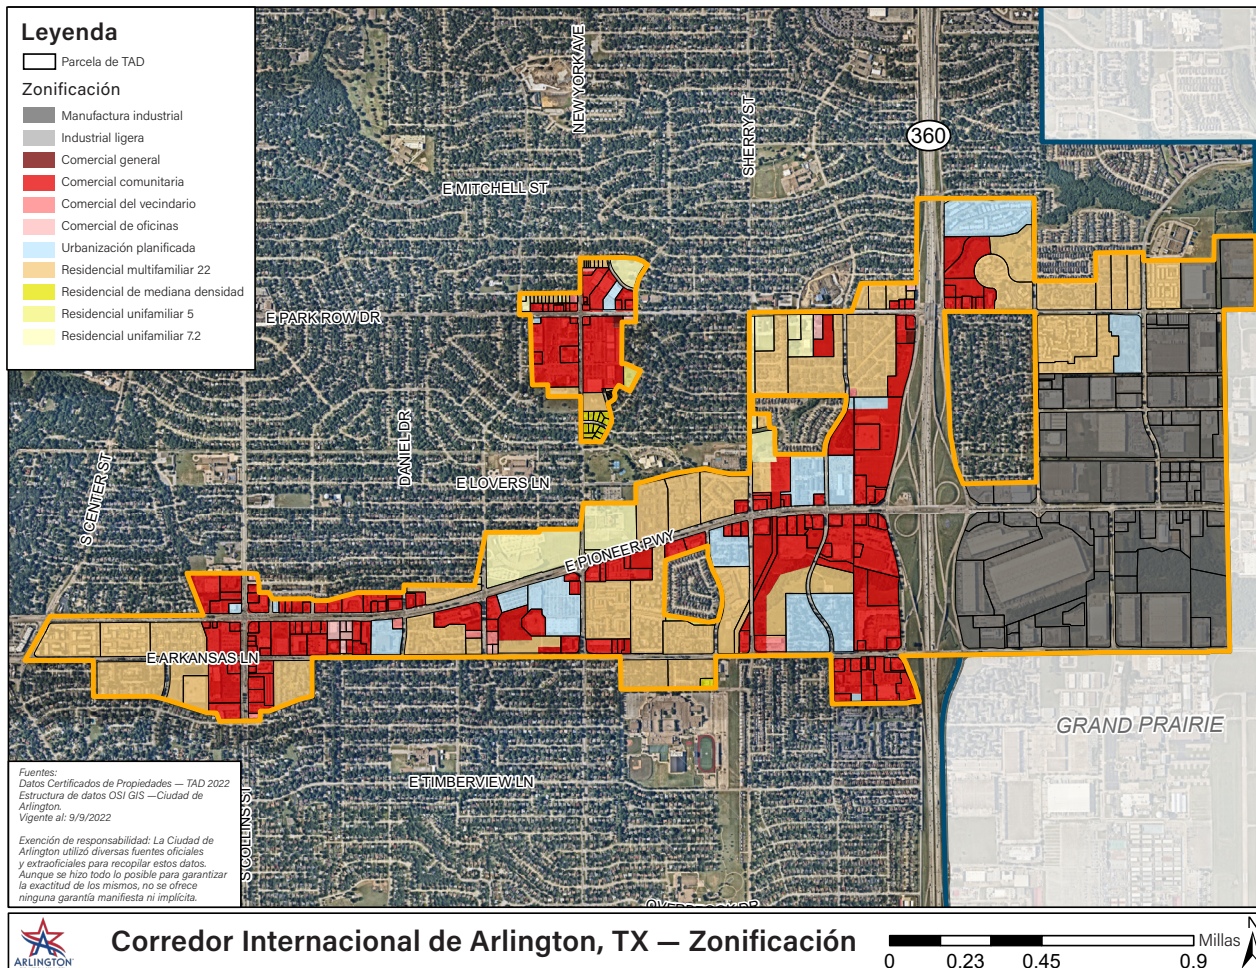 Leyenda
Parcela de TAD
Zonificación
Manufactura industrial
Industrial ligera
Comercial general
Comercial comunitaria
Comercial del vecindario
Comercial de oficinas
Urbanización planificada
Residencial multifamiliar 22
Residencial de mediana densidad
Residencial unifamiliar 5
Residencial unifamiliar 7.2
NEW YORK AVE
SHERRY ST
360
E MITCHELL ST
E PARK ROW DR
DANIEL DR
S CENTER ST
E LOVERS LN
E PIONEER PWY
E ARKANSAS LN
GRAND PRAIRIE
E TIMBERVIEW LN
S COLLINS ST
OVERBROOK DR
Fuentes:
Datos Certificados de Propiedades — TAD 2022
Estructura de datos OSI GIS —Ciudad de
Arlington.
Vigente al: 9/9/2022
Exención de responsabilidad: La Ciudad de
Arlington utilizó diversas fuentes oficiales
y extraoficiales para recopilar estos datos.
Aunque se hizo todo lo posible para garantizar
la exactitud de los mismos, no se ofrece
ninguna garantía manifiesta ni implícita.
ARLINGTON
Corredor Internacional de Arlington, TX — Zonificación
Millas
0 0.23 0.45 0.9
N